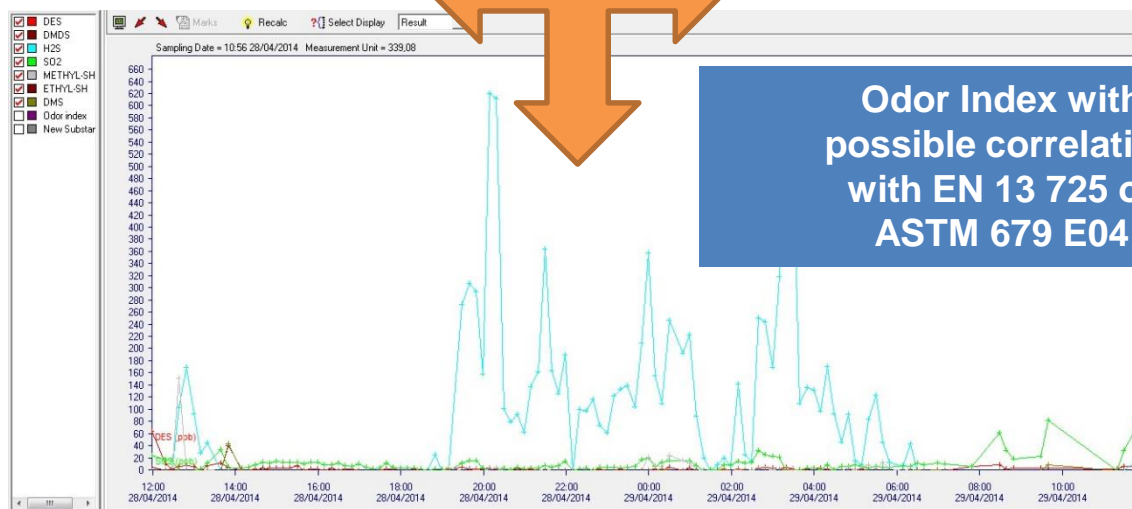 DES
DMDS
H2S
SO2
METHYL-SH
ETHYL-SH
DMS
Odor index
New Substar
Marks Recalc ?{] Select Display Result
Sampling Date = 10:56 28/04/2014 Measurement Unit = 339,08
660
640
620
600
580
560
540
520
500
480
460
440
420
400
380
360
340
320
300
280
260
240
220
200
180
160
140
120
100
80
60
40
20
0
DES (ppb)
Odor Index with
possible correlati
with EN 13 725 o
ASTM 679 E04
12:00 14:00 16:00 18:00 20:00 22:00 00:00 02:00 04:00 06:00 08:00 10:00
28/04/2014 28/04/2014 28/04/2014 28/04/2014 28/04/2014 28/04/2014 29/04/2014 29/04/2014 29/04/2014 29/04/2014 29/04/2014 29/04/2014